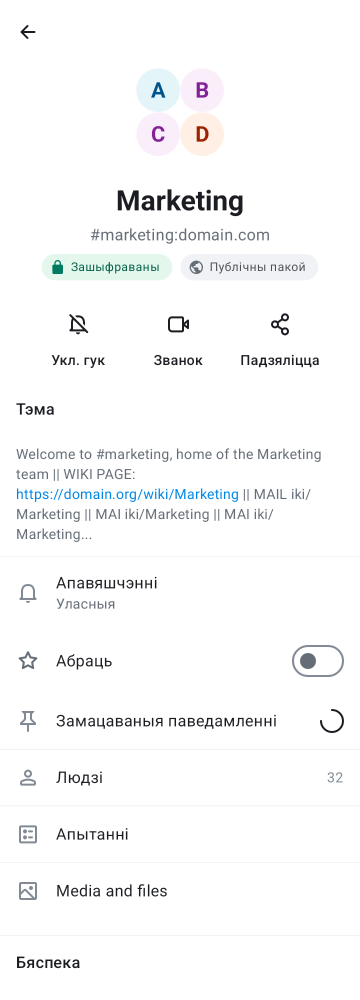 A B
C D
Marketing
#marketing:domain.com
Зашыфраваны Публічны пакой
Укл. гук Званок Падзяліцца
Тэма
Welcome to #marketing, home of the Marketing
team || WIKI PAGE:
https://domain.org/wiki/Marketing || MAIL iki/
Marketing || MAI iki/Marketing || MAI iki/
Marketing...
Апавяшчэнні
Уласныя
Абраць
Замацаваныя паведамленні
Людзі 32
Апытанні
Media and files
Бяспека